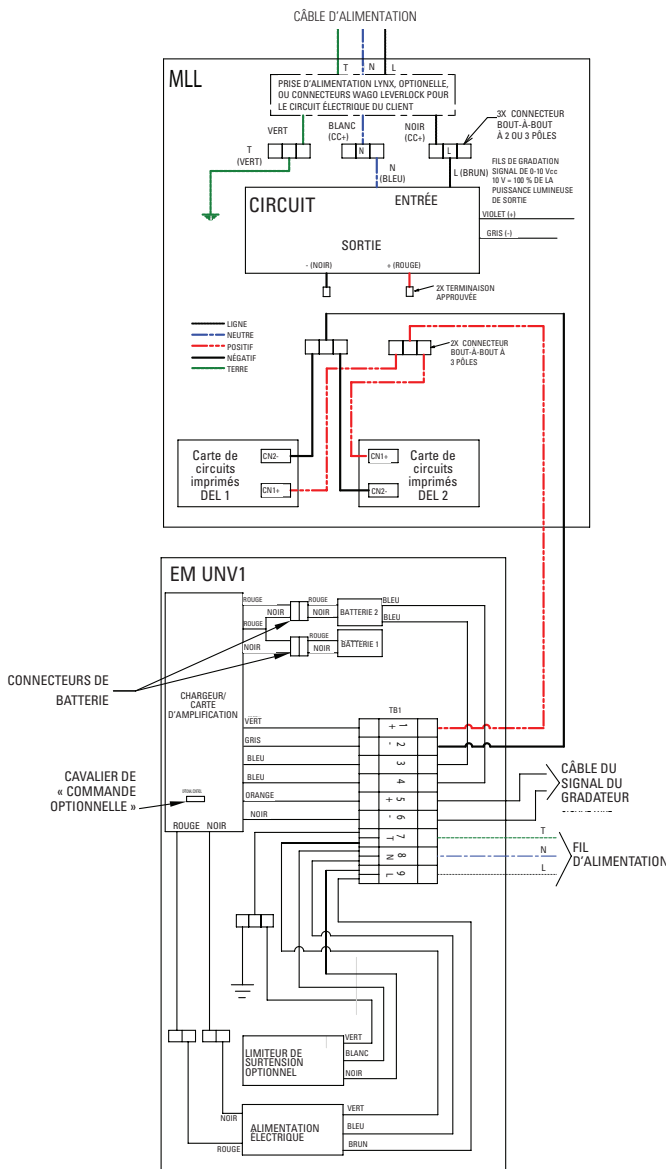 CÂBLE D'ALIMENTATION
T N L
MLL
PRISE D'ALIMENTATION LYNX, OPTIONELLE,
OU CONNECTEURS WAGO LEVERLOCK POUR
LE CIRCUIT ÉLECTRIQUE DU CLIENT
VERT
BLANC
(CC+)
NOIR
(CC+)
3X CONNECTEUR
BOUT-À-BOUT
À 2 OU 3 PÔLES
T
(VERT)
N
L
N
(BLEU)
L (BRUN)
FILS DE GRADATION
SIGNAL DE 0-10 Vcc
10 V = 100 % DE LA
PUISSANCE LUMINEUSE
DE SORTIE
CIRCUIT
ENTRÉE
VIOLET (+)
GRIS (-)
SORTIE
- (NOIR)
+ (ROUGE)
2X TERMINAISON
APPROUVÉE
LIGNE
NEUTRE
POSITIF
NÉGATIF
TERRE
2X CONNECTEUR
BOUT-À-BOUT À
3 PÔLES
Carte de
circuits
imprimés
DEL 1
CN2-
CN1+
CN1+
CN2-
Carte de
circuits
imprimés
DEL 2
EM UNV1
ROUGE
ROUGE
BLEU
NOIR
NOIR
BATTERIE 2
ROUGE
BLEU
ROUGE
NOIR
NOIR
BATTERIE 1
CONNECTEURS DE
BATTERIE
CHARGEUR/
CARTE
D'AMPLIFICATION
TB1
VERT
1 +
GRIS
2 -
BLEU
3
BLEU
4
ORANGE
5 +
NOIR
6 -
7 T
8 N
9 L
CAVALIER DE
« COMMANDE
OPTIONNELLE »
ROUGE NOIR
CÂBLE DU
SIGNAL DU
GRADATEUR
T
N
L
FIL
D'ALIMENTATION
LIMITEUR DE
SURTENSION
OPTIONNEL
VERT
BLANC
NOIR
NOIR
ROUGE
ALIMENTATION
ÉLECTRIQUE
VERT
BLEU
BRUN